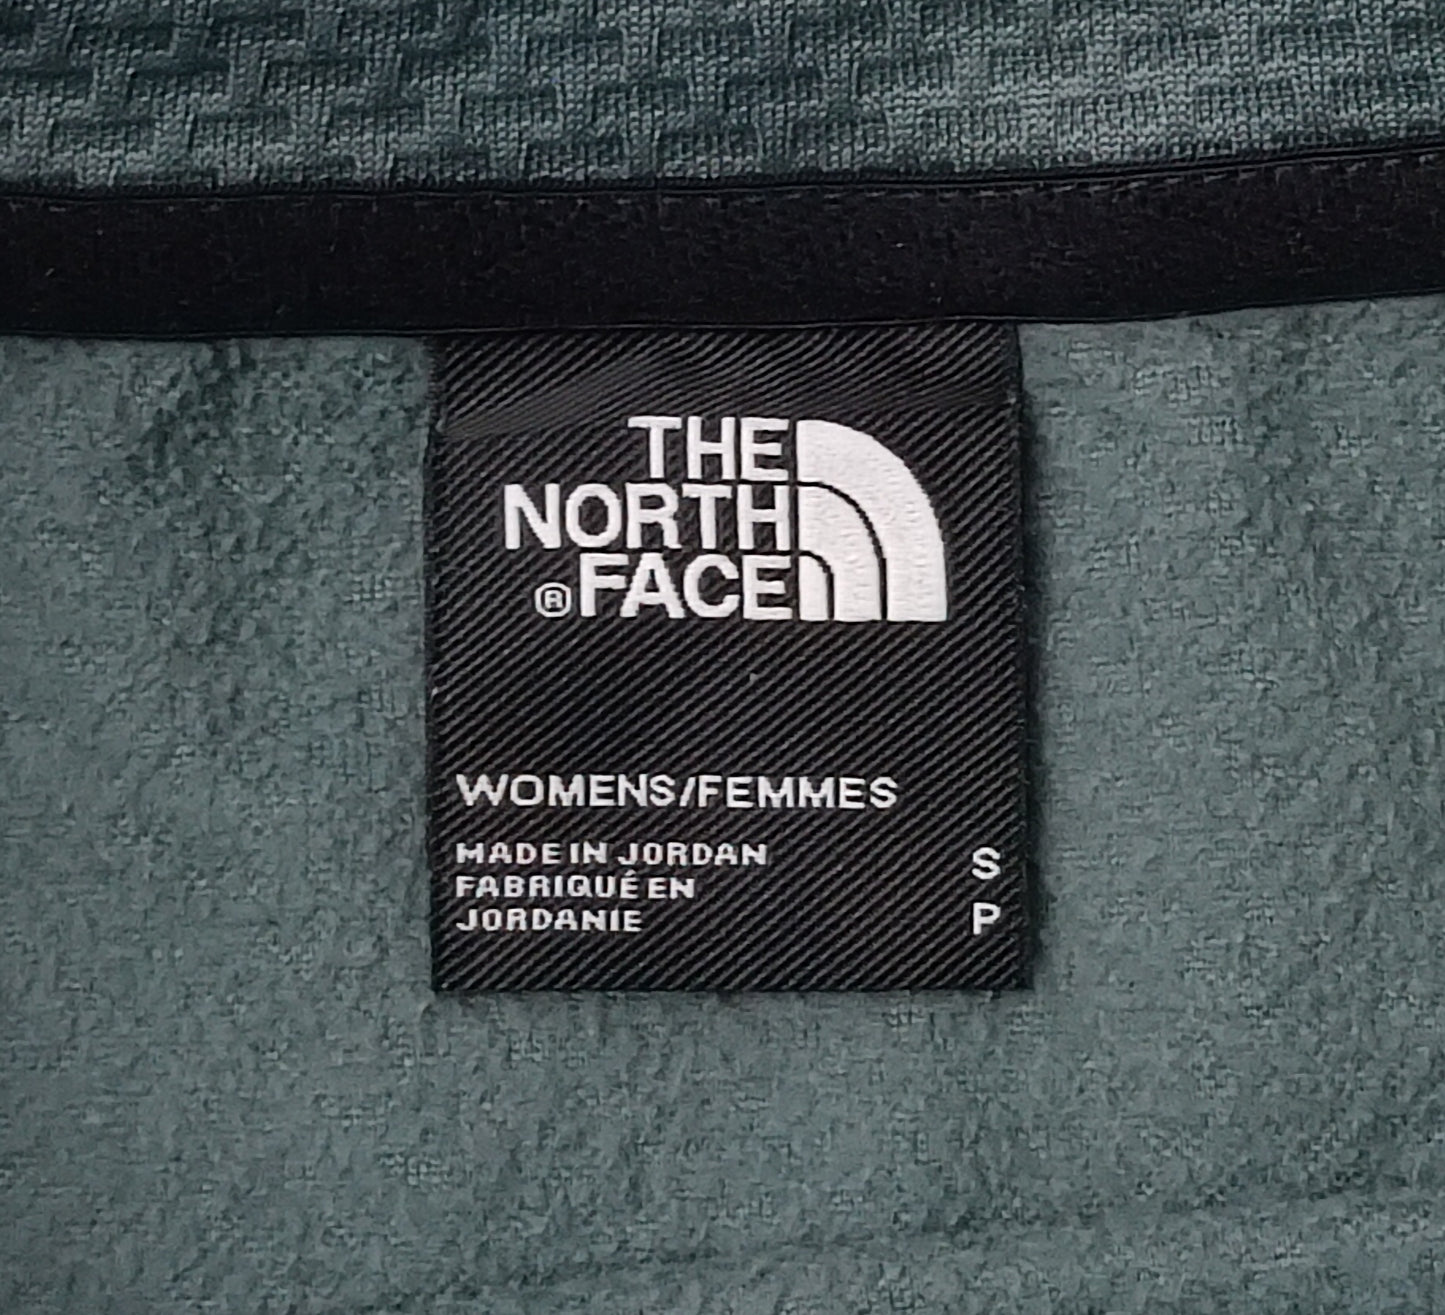 THE
NORTH
®FACE
WOMENS/FEMMES
MADE IN JORDAN
FABRIQUÉ EN
JORDANIE
S
P